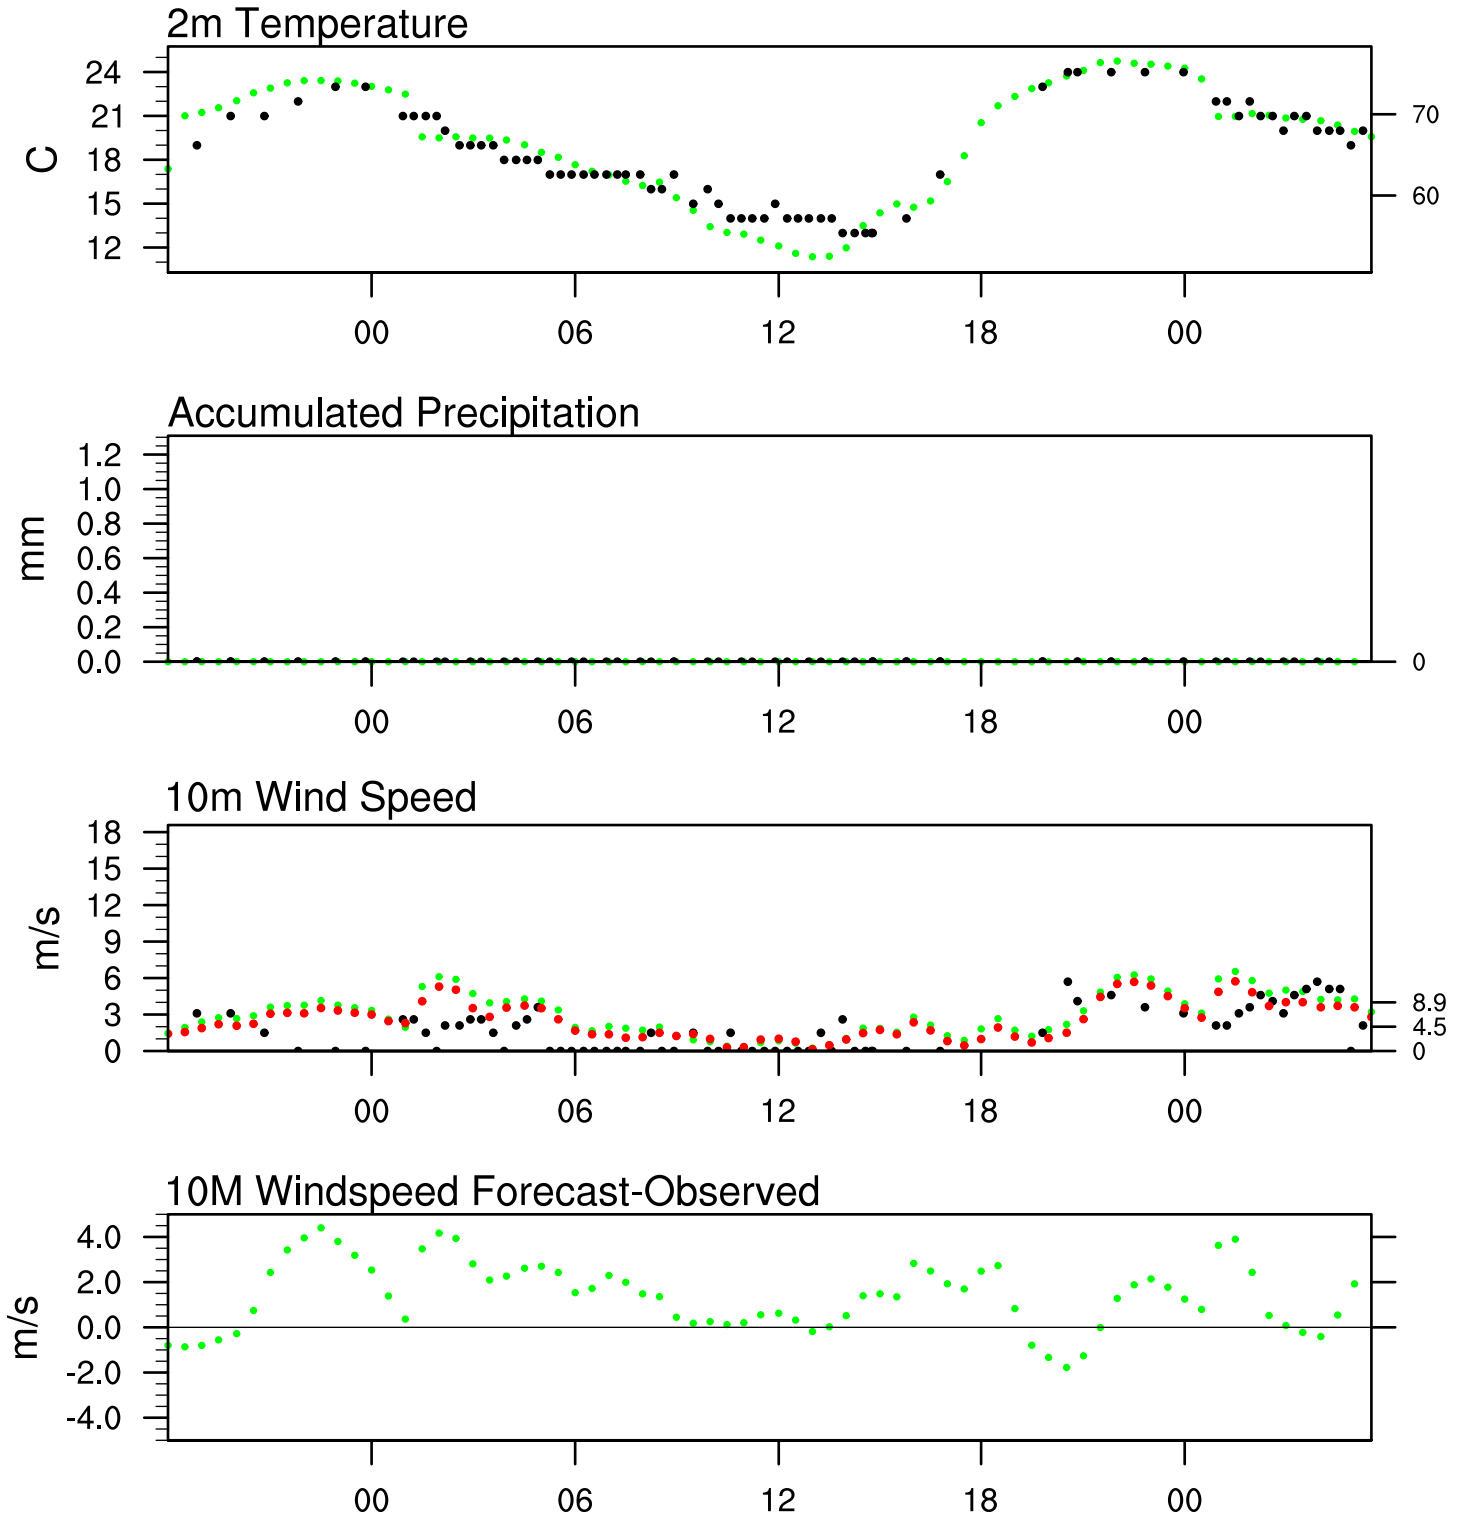 2m Temperature
24
21
18
15
12
C
70
60
00 06 12 18 00
Accumulated Precipitation
1.2
1.0
0.8
0.6
0.4
0.2
0.0
mm
0
00 06 12 18 00
10m Wind Speed
18
15
12
9
6
3
0
m/s
8.9
4.5
0
00 06 12 18 00
10M Windspeed Forecast-Observed
4.0
2.0
0.0
-2.0
-4.0
m/s
00 06 12 18 00